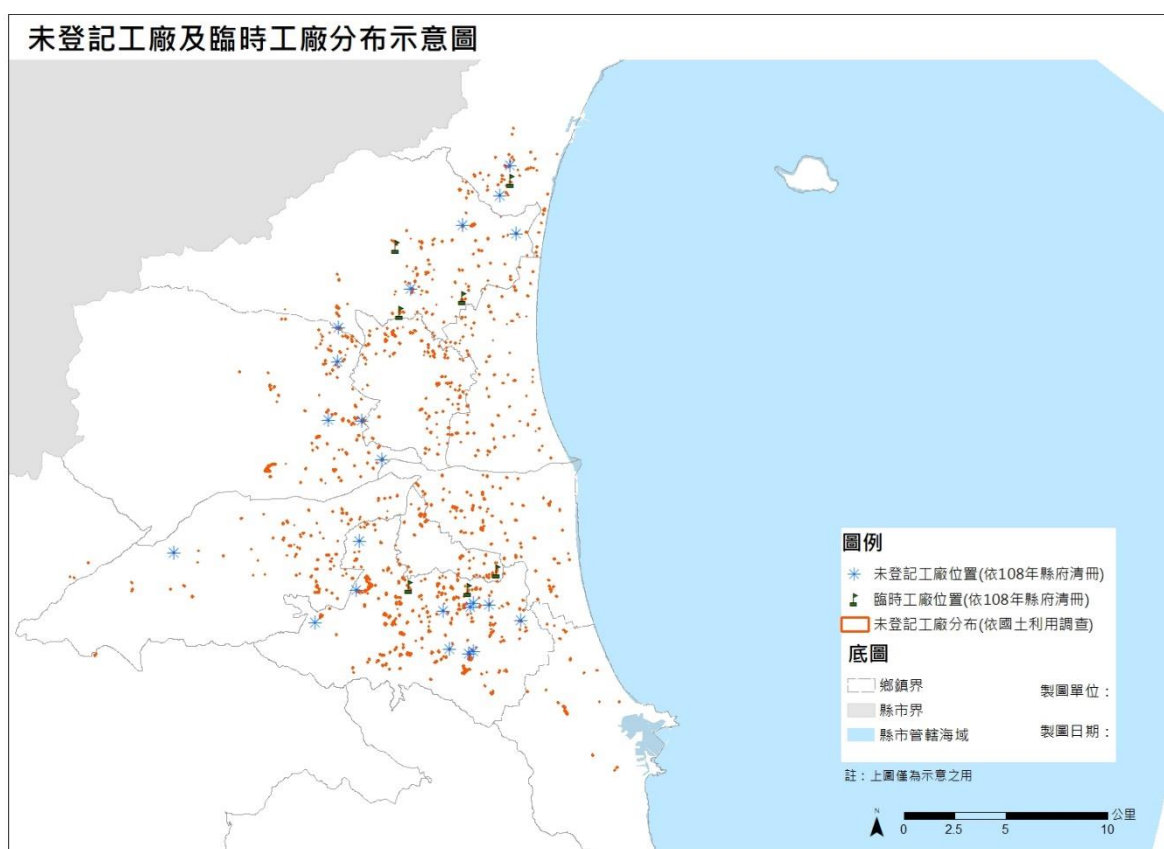 未登記工廠及臨時工廠分布示意圖
圖例
未登記工廠位置(依108年縣府清冊)
臨時工廠位置(依108年縣府清冊)
未登記工廠分布(依國土利用調查)
底圖
鄉鎮界
製圖單位：
縣市界
縣市管轄海域
製圖日期：
註：上圖僅為示意之用
N
公里
0 2.5 5 10